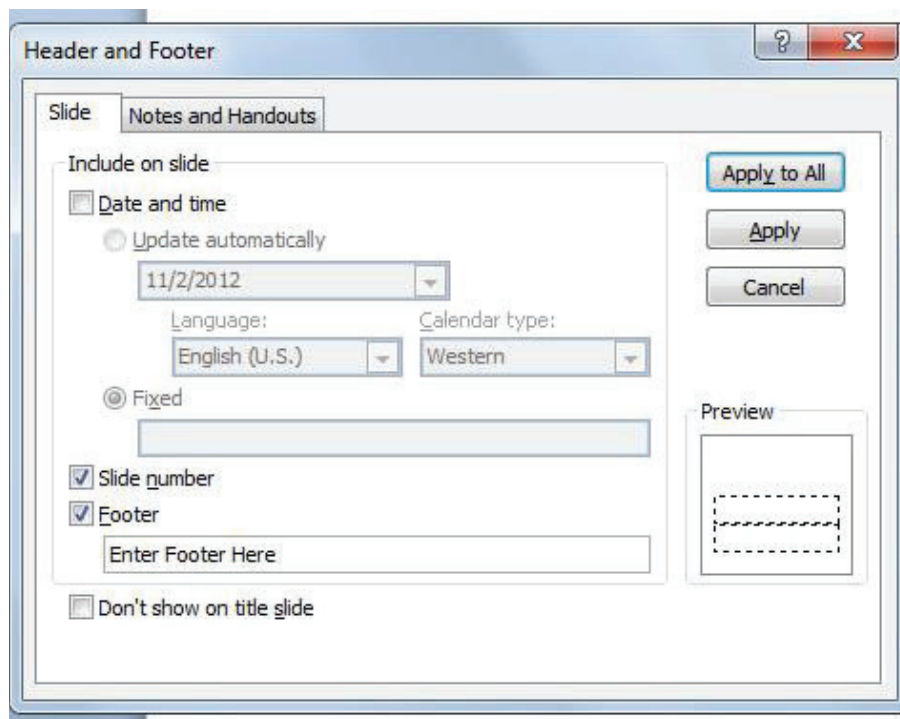 Header and Footer
Slide
Notes and Handouts
Include on slide
Date and time
Update automatically
11/2/2012
Language:
Calendar type:
English (U.S.)
Western
Fixed
Slide number
Footer
Enter Footer Here
Don't show on title slide
Apply to All
Apply
Cancel
Preview